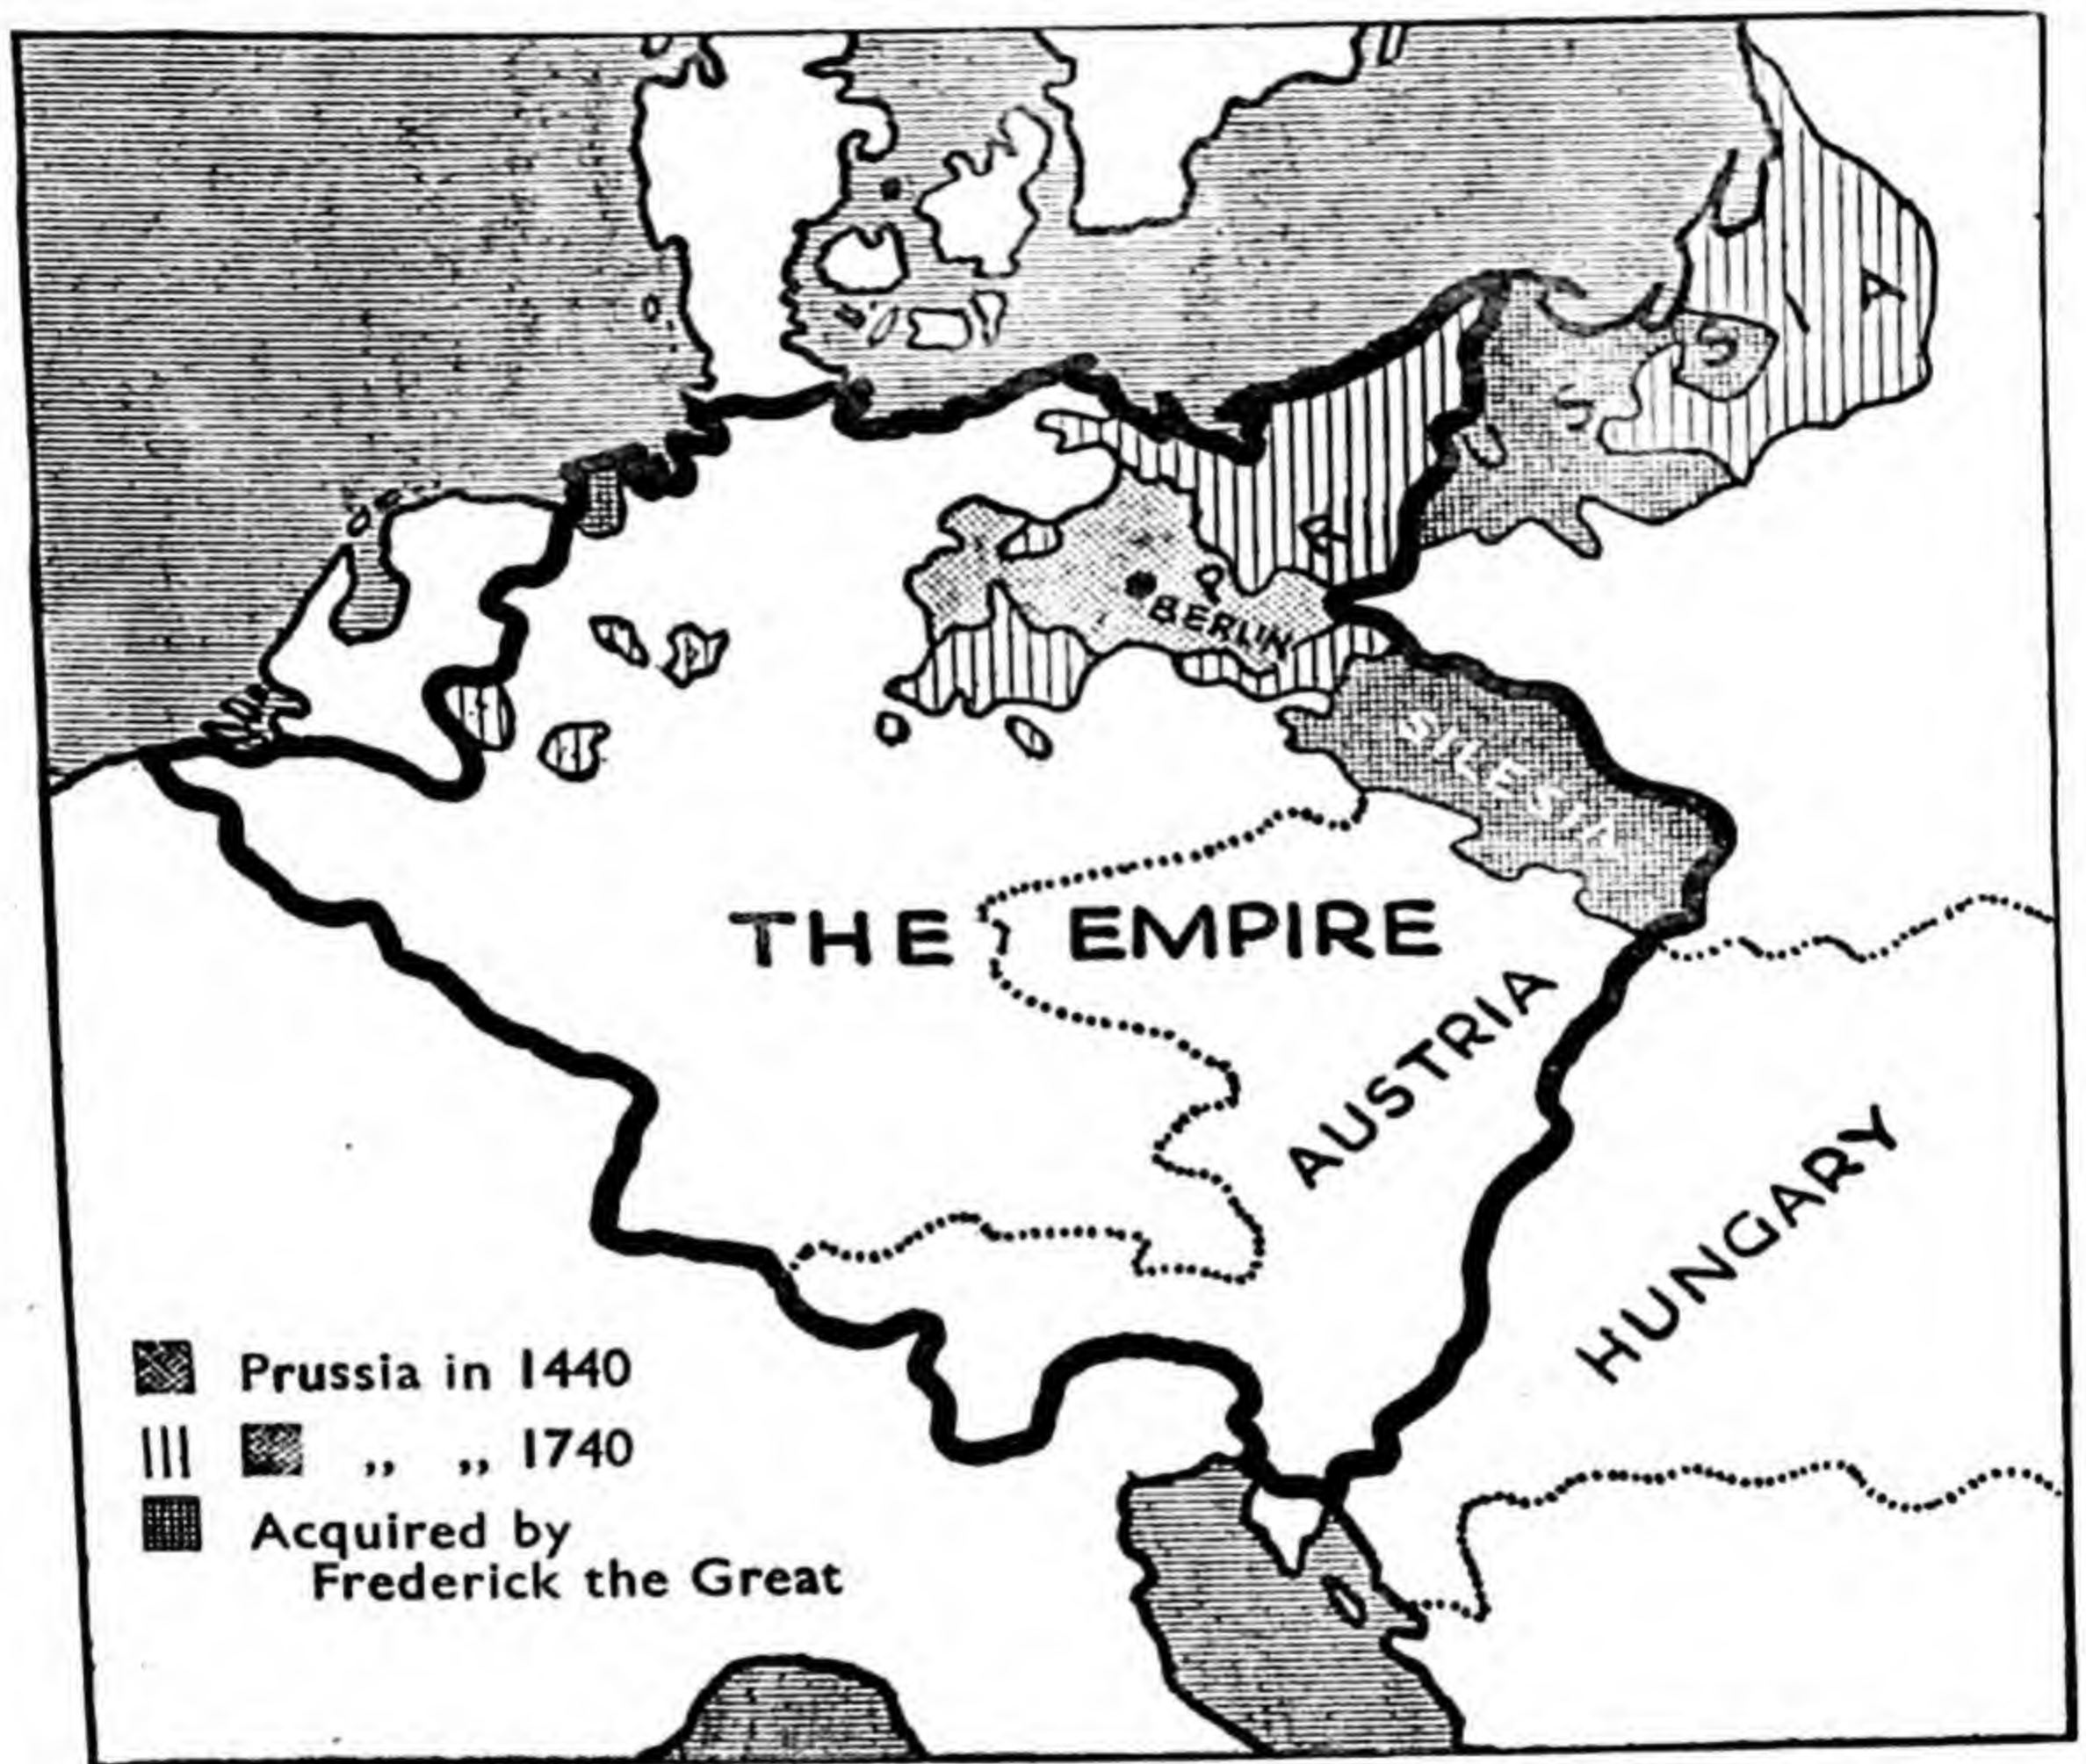 PRUSSIA
BERLIN
SILESIA
THE EMPIRE
AUSTRIA
HUNGARY
Prussia in 1440
„ „ 1740
Acquired by
Frederick the Great